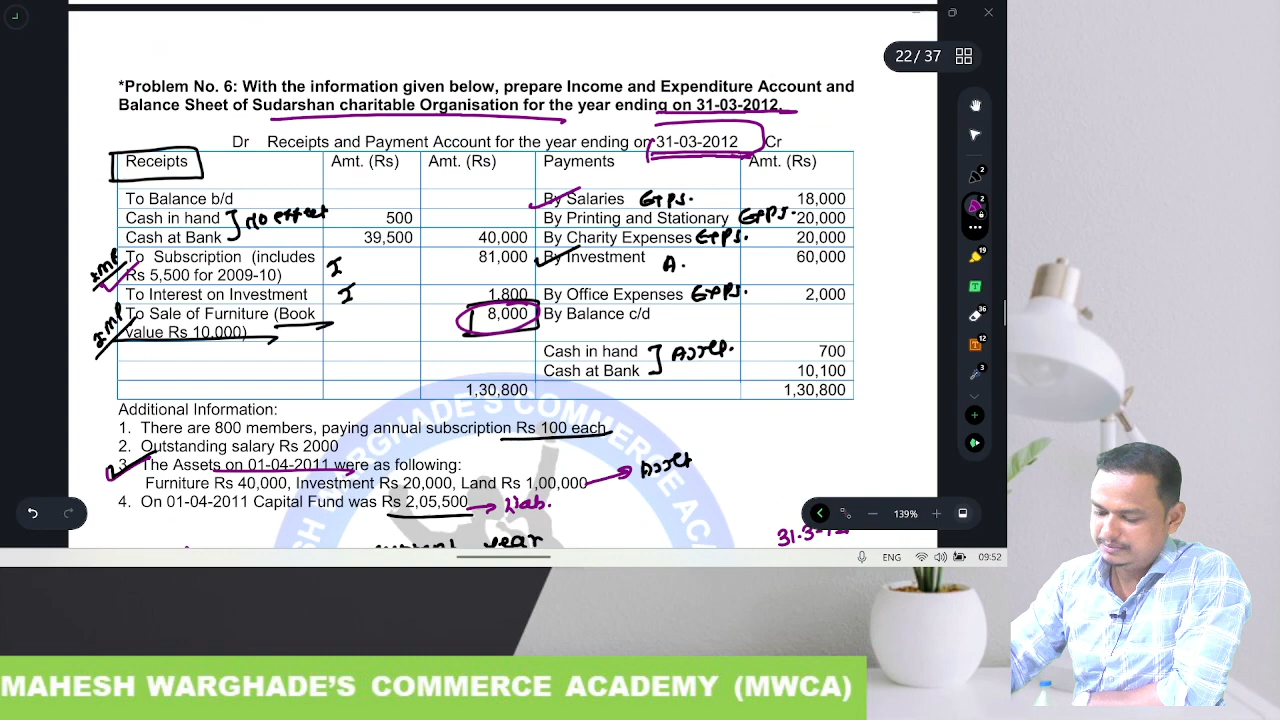 22 / 37
*Problem No. 6: With the information given below, prepare Income and Expenditure Account and
Balance Sheet of Sudarshan charitable Organisation for the year ending on 31-03-2012.
Dr Receipts and Payment Account for the year ending on 31-03-2012 Cr
Receipts Amt. (Rs) Amt. (Rs) Payments Amt. (Rs)
To Balance b/d By Salaries Exps. 18,000
Cash in hand ] No effect 500 By Printing and Stationary Exps. 20,000
Cash at Bank 39,500 40,000 By Charity Expenses Exps. 20,000
IMP To Subscription (includes I 81,000 By Investment A. 60,000
Rs 5,500 for 2009-10)
To Interest on Investment I 1,800 By Office Expenses Exps. 2,000
IMP To Sale of Furniture (Book 8,000 By Balance c/d
value Rs 10,000)
Cash in hand ] Asset. 700
Cash at Bank 10,100
1,30,800 1,30,800
Additional Information:
1. There are 800 members, paying annual subscription Rs 100 each
2. Outstanding salary Rs 2000
3. The Assets on 01-04-2011 were as following:
Furniture Rs 40,000, Investment Rs 20,000, Land Rs 1,00,000 → Asset
4. On 01-04-2011 Capital Fund was Rs 2,05,500 → Liab.
current year
139%
ENG 09:52
WARGHADE'S COMMERCE
MAHESH WARGHADE'S COMMERCE ACADEMY (MWCA)